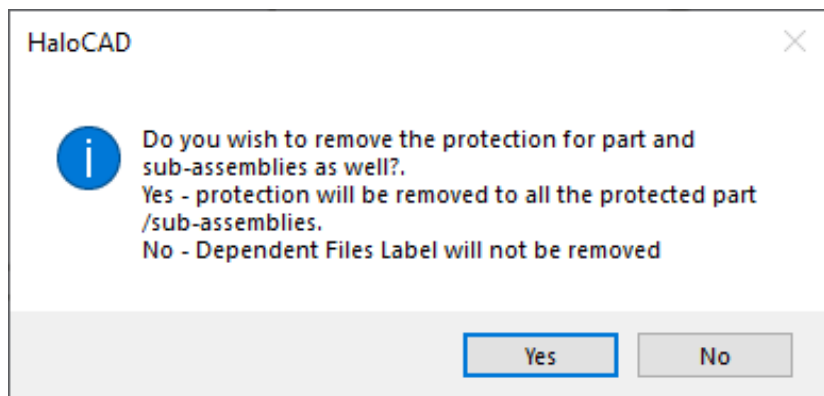 HaloCAD
Do you wish to remove the protection for part and
sub-assemblies as well?.
Yes - protection will be removed to all the protected part
/sub-assemblies.
No - Dependent Files Label will not be removed
Yes
No